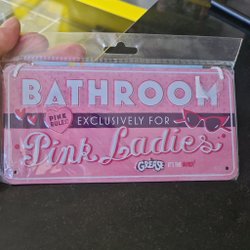 BATHROOM
PINK RULES!
EXCLUSIVELY FOR
Pink Ladies
GREASE